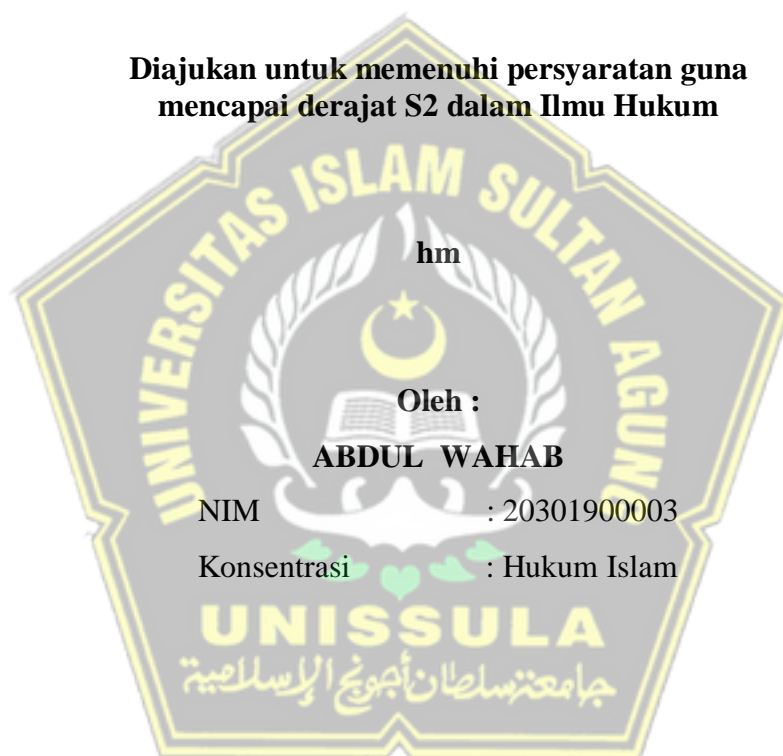 Diajukan untuk memenuhi persyaratan guna
mencapai derajat S2 dalam Ilmu Hukum
UNIVERSITAS ISLAM SULTAN AGUNG
hm
Oleh :
ABDUL WAHAB
NIM : 20301900003
Konsentrasi : Hukum Islam
UNISSULA
جامعة سلطان أجونج الإسلامية